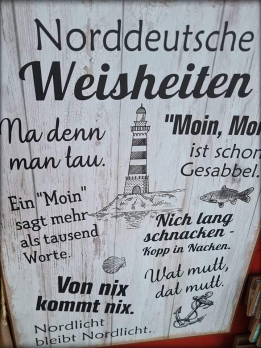 Norddeutsche
Weisheiten
Na denn
man tau.
"Moin, Mo
ist schon
Gesabbel.
Ein "Moin"
sagt mehr
als tausend
Worte.
Nich lang
schnacken -
Kopp in Nacken.
Von nix
kommt nix.
Wat mutt,
dat mutt.
Nordlicht
bleibt Nordlicht.